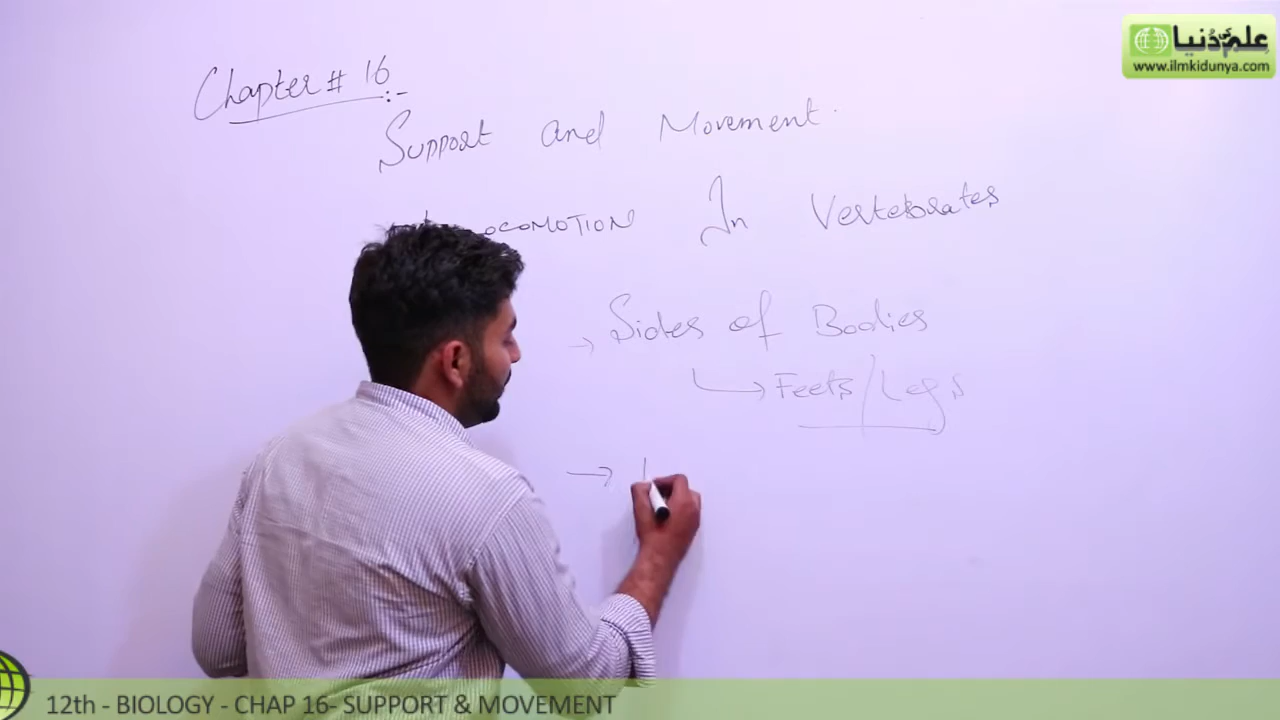 علم کی دنیا
www.ilmkidunya.com
Chapter # 16 :-
Support and Movement.
LOCOMOTION In Vertebrates
→ Sides of Bodies
↳ Feets/Legs
→
12th - BIOLOGY - CHAP 16- SUPPORT & MOVEMENT